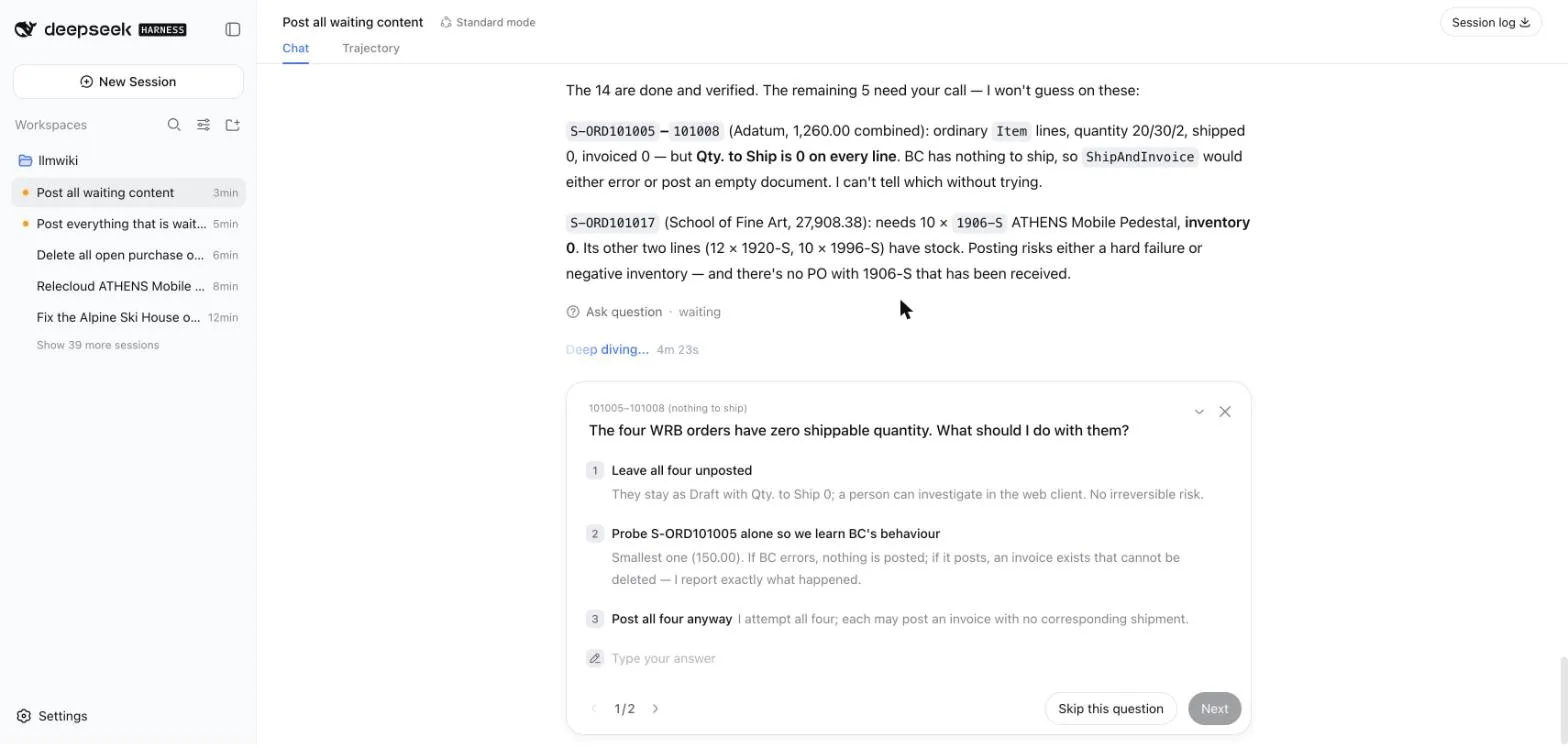 deepseek HARNESS
New Session
Workspaces
llmwiki
Post all waiting content 3min
Post everything that is wait... 5min
Delete all open purchase o... 6min
Relecloud ATHENS Mobile ... 8min
Fix the Alpine Ski House o... 12min
Show 39 more sessions
Settings
Post all waiting content Standard mode
Session log
Chat Trajectory
The 14 are done and verified. The remaining 5 need your call — I won't guess on these:
S-ORD101005 – 101008 (Adatum, 1,260.00 combined): ordinary Item lines, quantity 20/30/2, shipped
0, invoiced 0 — but Qty. to Ship is 0 on every line. BC has nothing to ship, so ShipAndInvoice would
either error or post an empty document. I can't tell which without trying.
S-ORD101017 (School of Fine Art, 27,908.38): needs 10 × 1906-S ATHENS Mobile Pedestal, inventory
0. Its other two lines (12 × 1920-S, 10 × 1996-S) have stock. Posting risks either a hard failure or
negative inventory — and there's no PO with 1906-S that has been received.
Ask question · waiting
Deep diving... 4m 23s
101005–101008 (nothing to ship)
The four WRB orders have zero shippable quantity. What should I do with them?
1 Leave all four unposted
They stay as Draft with Qty. to Ship 0; a person can investigate in the web client. No irreversible risk.
2 Probe S-ORD101005 alone so we learn BC's behaviour
Smallest one (150.00). If BC errors, nothing is posted; if it posts, an invoice exists that cannot be
deleted — I report exactly what happened.
3 Post all four anyway I attempt all four; each may post an invoice with no corresponding shipment.
Type your answer
1/2
Skip this question
Next